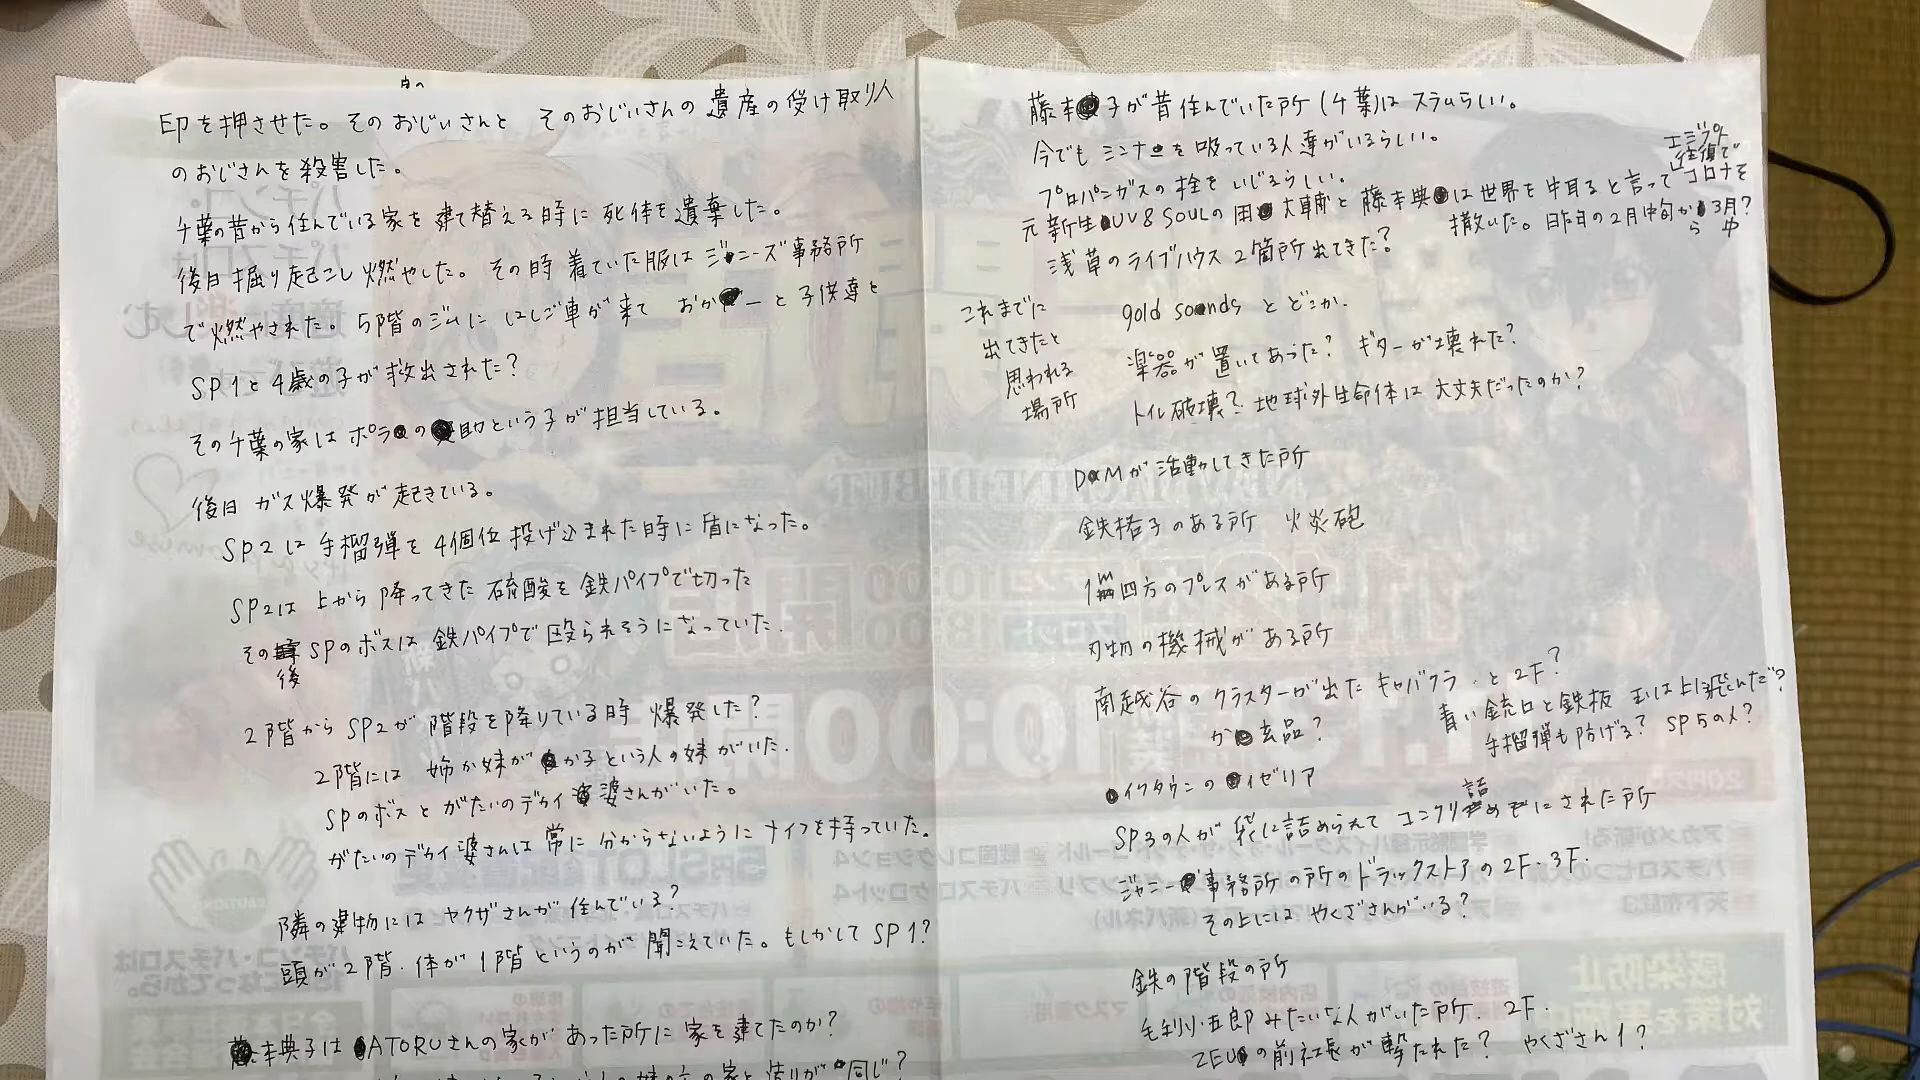 印を押させた。そのおじいさんと そのおじいさんの遺産の受け取り人
のおじさんを殺害した。
千葉の昔から住んでいる家を建て替える時に死体を遺棄した。
後日掘り起こし燃やした。その時着ていた服はジ●ニーズ事務所
で燃やされた。5階のジムにはしご車が来て おか●ーと子供達と
SP1と4歳の子が救出された?
その千葉の家はポラ●の●助という子が担当している。
後日ガス爆発が起きている。
SP2は手榴弾を4個位投げ込まれた時に盾になった。
SP2は上から降ってきた硫酸を鉄パイプで切った
その後SPのボスは鉄パイプで殴られそうになっていた.
2階からSP2が階段を降りている時爆発した?
2階には姉か妹が●か子という人の妹がいた.
SPのボスとがたいのデカイ婆さんがいた。
がたいのデカイ婆さんは常に分からないようにナイフを持っていた。
隣の建物にはヤクザさんが住んでいる?
頭が2階.体が1階というのが聞こえていた。もしかしてSP1?
●本典子は●ATORUさんの家があった所に家を建てたのか?
藤本●子が昔住んでいた所(千葉)はスラムらしい。
今でもシンナーを吸っている人達がいるらしい。
プロパンガスの栓をいじるらしい。
元新生●UV8 SOULの田●大輔と藤本典●は世界を牛耳ると言ってコロナを
エジプト
往復で
撒いた。昨日の2月中旬から3月中?
浅草のライブハウス2箇所出てきた?
これまでに
出てきたと
思われる
場所
gold so●nds とどこか.
楽器が置いてあった? ギターが壊れた?
トイレ破壊? 地球外生命体は大丈夫だったのか?
D●Mが活動してきた所
鉄格子のある所 火炎砲
1m四方のプレスがある所
刃物の機械がある所
南越谷のクラスターが出たキャバクラ.と2F?
か●玄品?
青い銃口と鉄板 玉は上に飛んだ?
手榴弾も防げる? SP5の人?
●イクタウンの●イゼリア
SP3の人が袋に詰められてコンクリ詰めにされた所
ジャニー●事務所の所のドラックストアの2F.3F.
その上にはやくざさんがいる?
鉄の階段の所
毛利小五郎みたいな人がいた所. 2F.
ZEU●の前社長が撃たれた? やくざさん1?